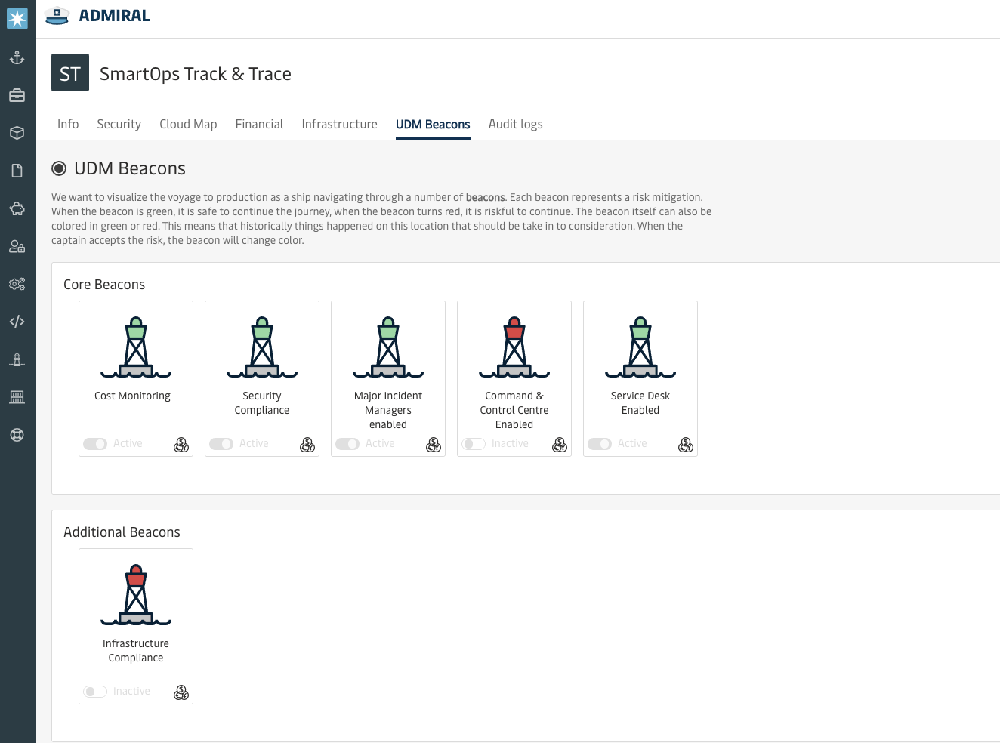 ADMIRAL
ST SmartOps Track & Trace
Info Security Cloud Map Financial Infrastructure UDM Beacons Audit logs
UDM Beacons
We want to visualize the voyage to production as a ship navigating through a number of beacons. Each beacon represents a risk mitigation.
When the beacon is green, it is safe to continue the journey, when the beacon turns red, it is riskful to continue. The beacon itself can also be
colored in green or red. This means that historically things happened on this location that should be take in to consideration. When the
captain accepts the risk, the beacon will change color.
Core Beacons
Cost Monitoring
Active
Security
Compliance
Active
Major Incident
Managers
enabled
Active
Command &
Control Centre
Enabled
Inactive
Service Desk
Enabled
Active
Additional Beacons
Infrastructure
Compliance
Inactive